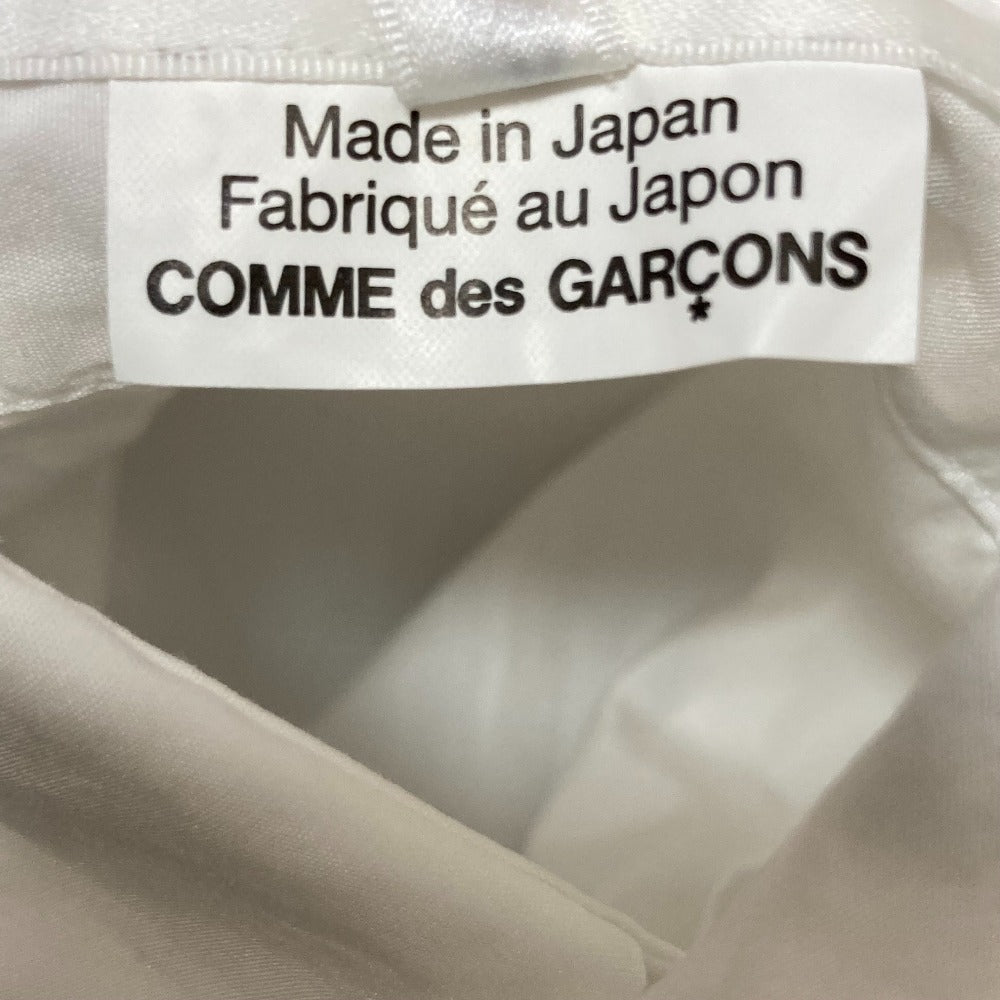 Made in Japan
Fabriqué au Japon
COMME des GARÇONS
*